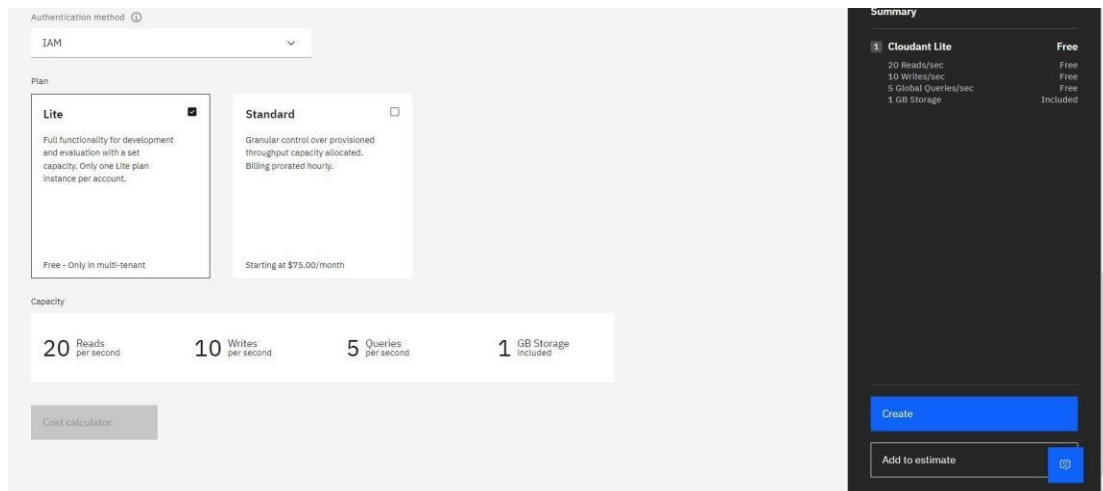 Authentication method
IAM
Plan
Lite
Full functionality for development
and evaluation with a set
capacity. Only one Lite plan
instance per account.
Free - Only in multi-tenant
Standard
Granular control over provisioned
throughput capacity allocated.
Billing prorated hourly.
Starting at $75.00/month
Capacity
20 Reads per second
10 Writes per second
5 Queries per second
1 GB Storage included
Cost calculator
Summary
1 Cloudant Lite Free
20 Reads/sec Free
10 Writes/sec Free
5 Global Queries/sec Free
1 GB Storage Included
Create
Add to estimate